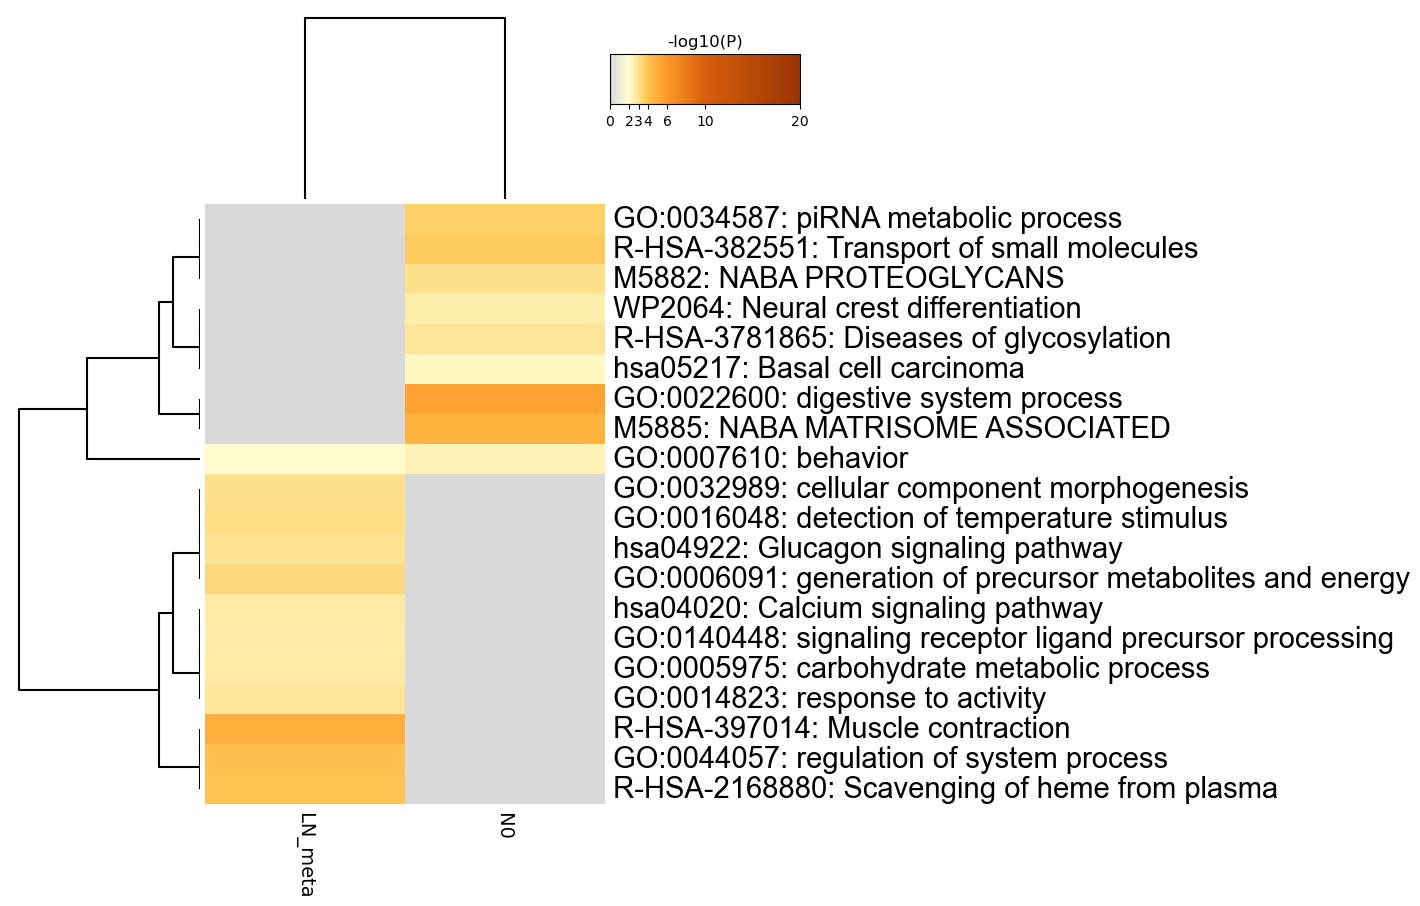 -log10(P)
0 2 3 4 6 10 20
GO:0034587: piRNA metabolic process
R-HSA-382551: Transport of small molecules
M5882: NABA PROTEOGLYCANS
WP2064: Neural crest differentiation
R-HSA-3781865: Diseases of glycosylation
hsa05217: Basal cell carcinoma
GO:0022600: digestive system process
M5885: NABA MATRISOME ASSOCIATED
GO:0007610: behavior
GO:0032989: cellular component morphogenesis
GO:0016048: detection of temperature stimulus
hsa04922: Glucagon signaling pathway
GO:0006091: generation of precursor metabolites and energy
hsa04020: Calcium signaling pathway
GO:0140448: signaling receptor ligand precursor processing
GO:0005975: carbohydrate metabolic process
GO:0014823: response to activity
R-HSA-397014: Muscle contraction
GO:0044057: regulation of system process
R-HSA-2168880: Scavenging of heme from plasma
LN_meta
N0